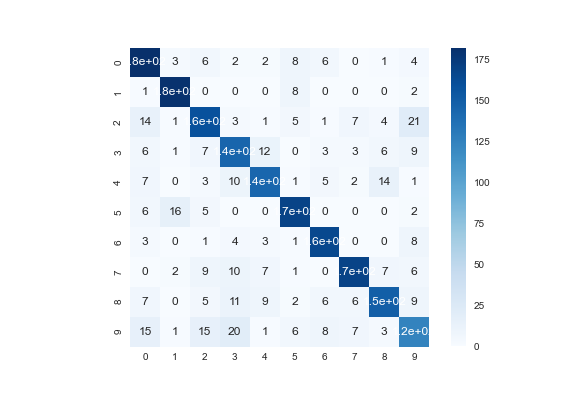 0 .8e+0. 3 6 2 2 8 6 0 1 4
1 1 .8e+0. 0 0 0 8 0 0 0 2
2 14 1 .6e+0. 3 1 5 1 7 4 21
3 6 1 7 .4e+0. 12 0 3 3 6 9
4 7 0 3 10 .4e+0. 1 5 2 14 1
5 6 16 5 0 0 .7e+0. 0 0 0 2
6 3 0 1 4 3 1 .6e+0. 0 0 8
7 0 2 9 10 7 1 0 .7e+0. 7 6
8 7 0 5 11 9 2 6 6 .5e+0. 9
9 15 1 15 20 1 6 8 7 3 .2e+0.
0 1 2 3 4 5 6 7 8 9
175
150
125
100
75
50
25
0